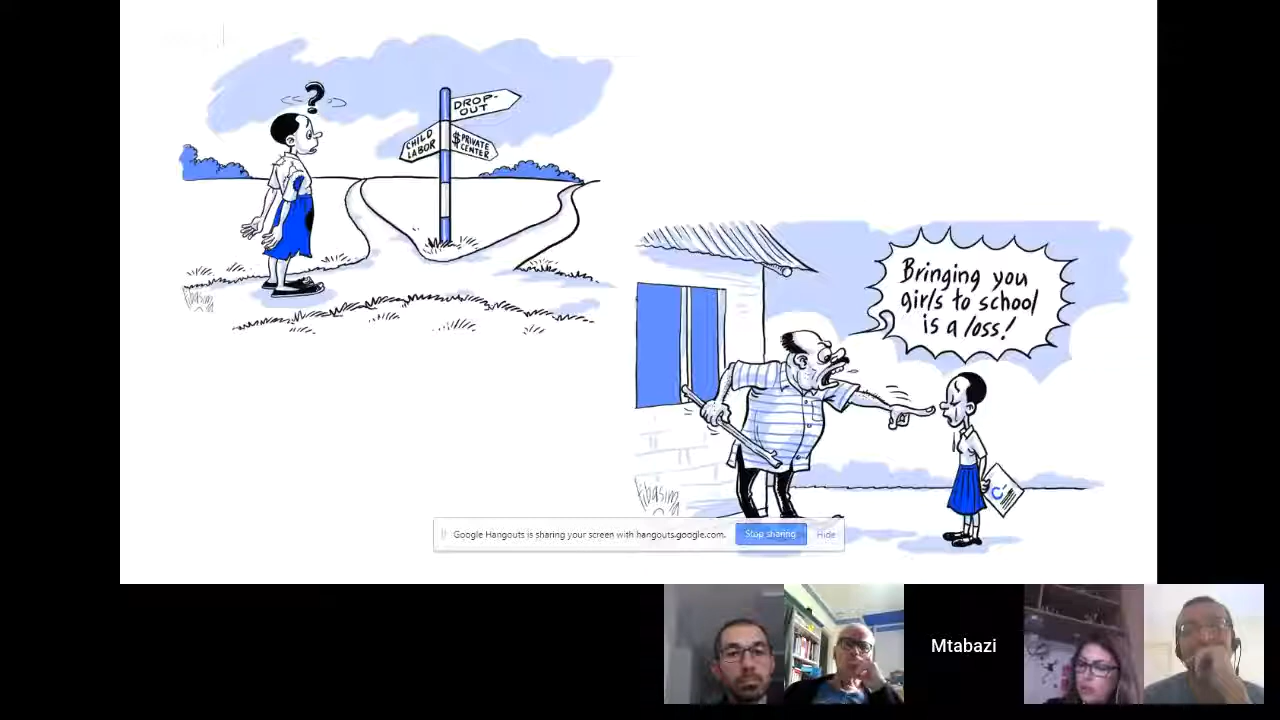 ?
DROP-
OUT
CHILD
LABOR
$ PRIVATE
CENTER
Bringing you
girls to school
is a loss!
C-
Google Hangouts is sharing your screen with hangouts.google.com.
Stop sharing
Hide
Mtabazi